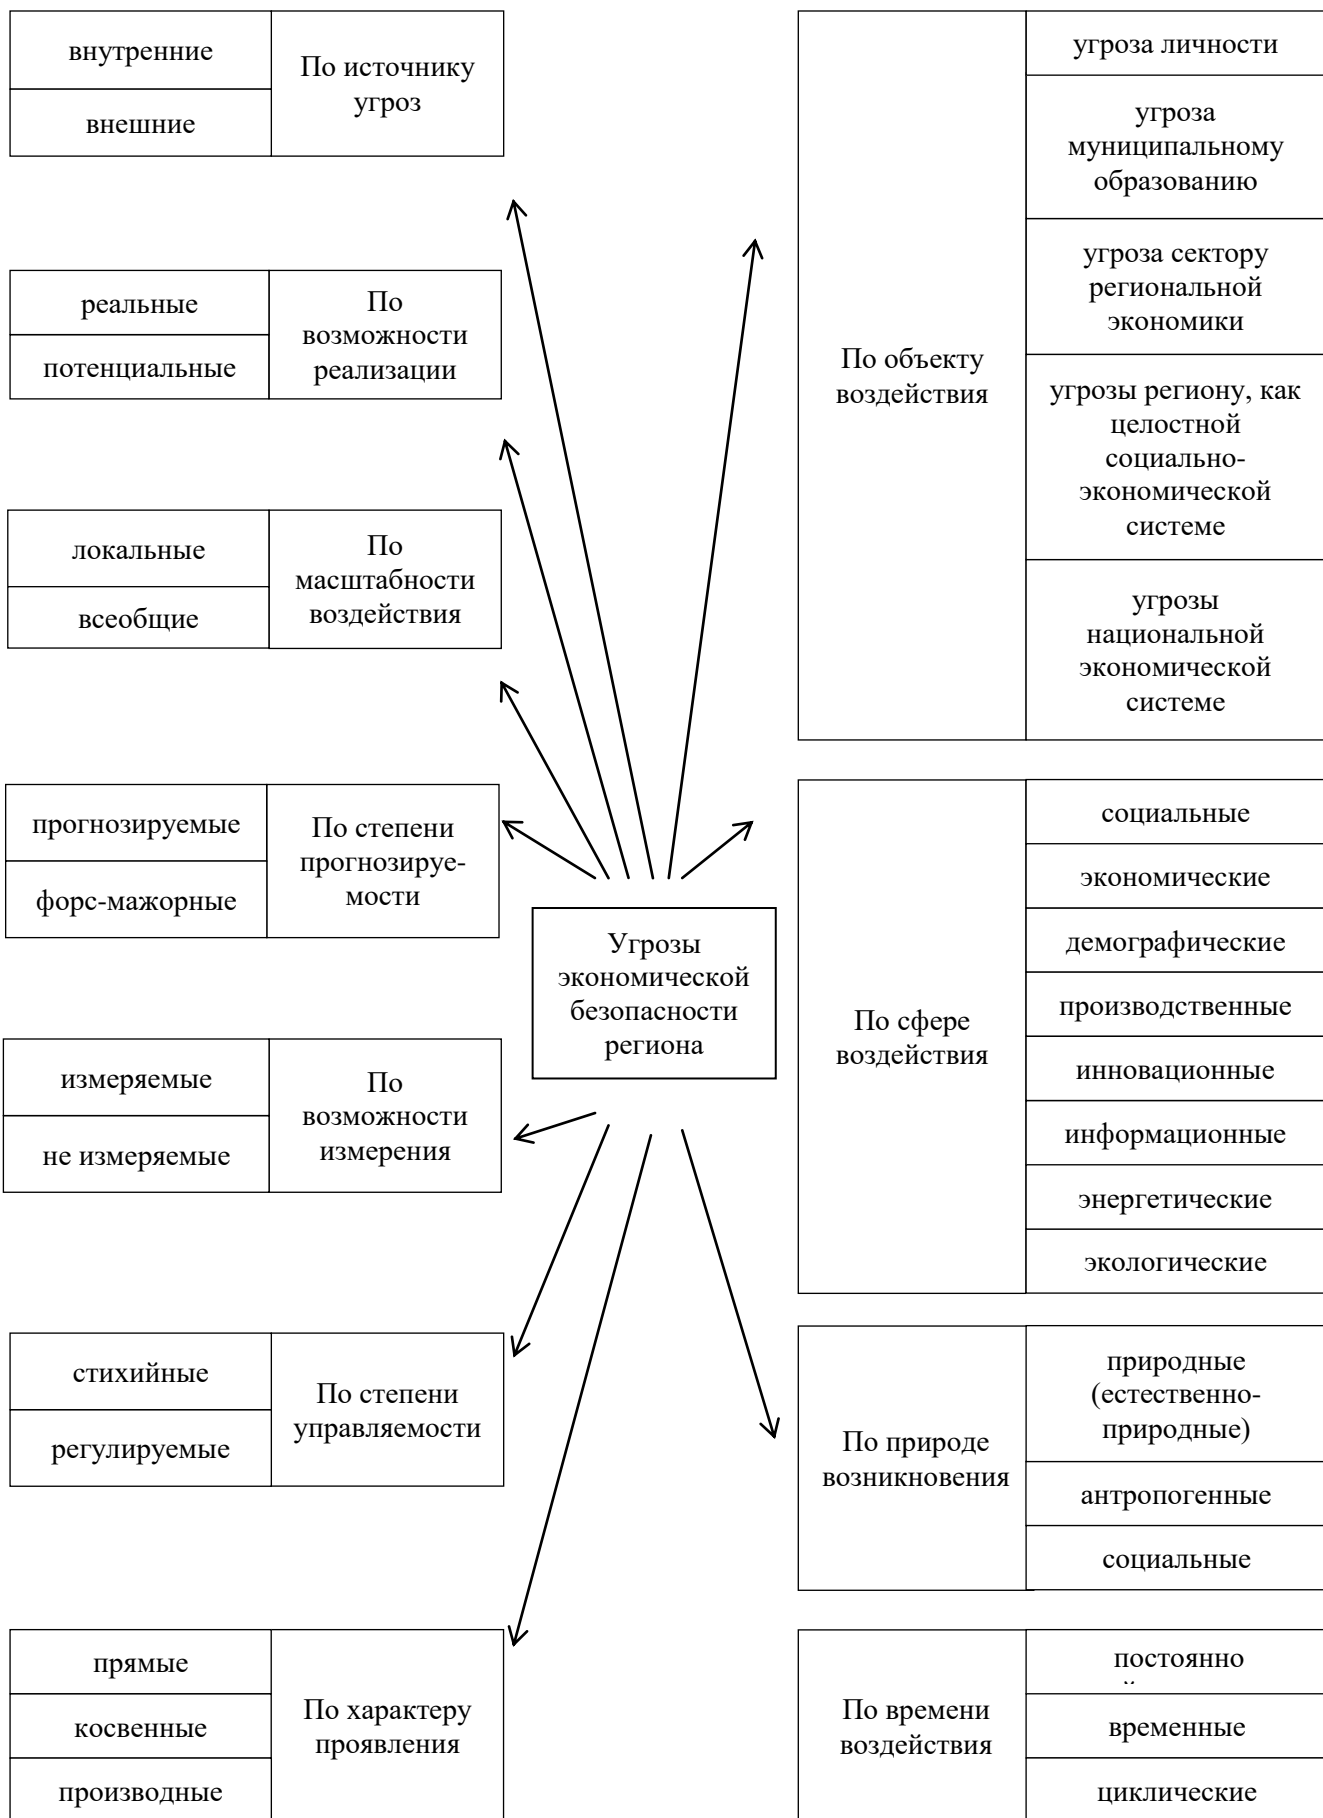 внутренние
внешние
По источнику
угроз
реальные
потенциальные
По
возможности
реализации
локальные
всеобщие
По
масштабности
воздействия
прогнозируемые
форс-мажорные
По степени
прогнозируе-
мости
измеряемые
не измеряемые
По
возможности
измерения
стихийные
регулируемые
По степени
управляемости
прямые
косвенные
производные
По характеру
проявления
Угрозы
экономической
безопасности
региона
По объекту
воздействия
угроза личности
угроза
муниципальному
образованию
угроза сектору
региональной
экономики
угрозы региону, как
целостной
социально-
экономической
системе
угрозы
национальной
экономической
системе
По сфере
воздействия
социальные
экономические
демографические
производственные
инновационные
информационные
энергетические
экологические
По природе
возникновения
природные
(естественно-
природные)
антропогенные
социальные
По времени
воздействия
постоянно
временные
циклические